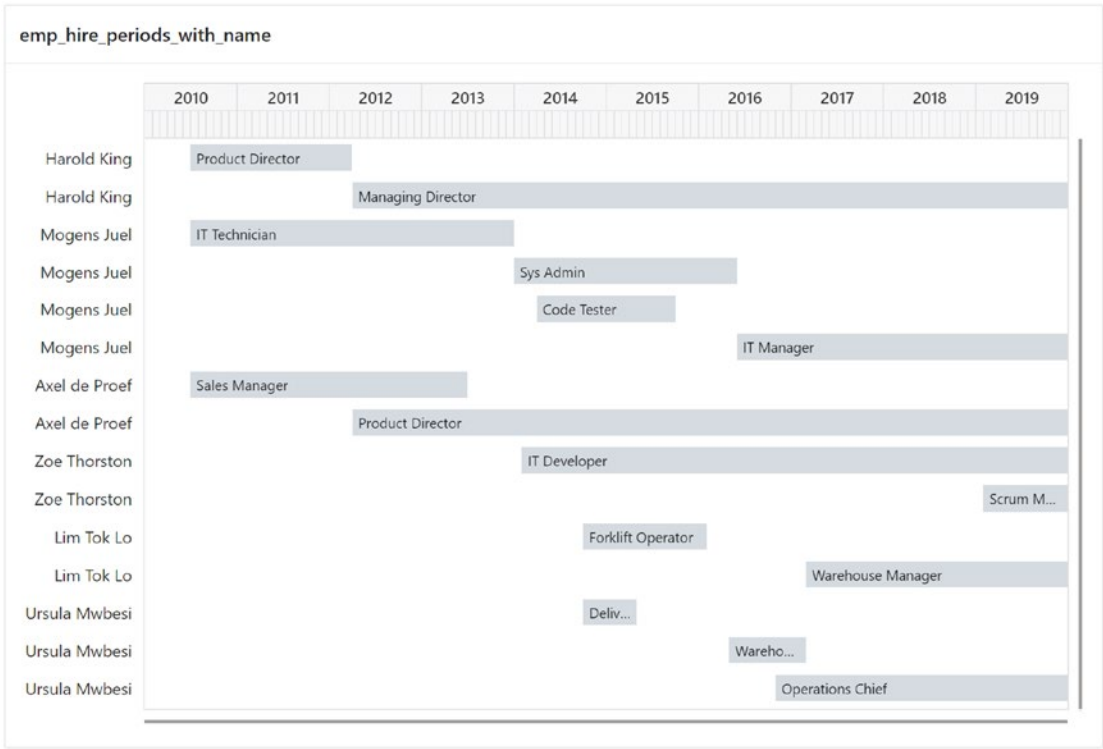 emp_hire_periods_with_name
2010 2011 2012 2013 2014 2015 2016 2017 2018 2019
Harold King Product Director
Harold King Managing Director
Mogens Juel IT Technician
Mogens Juel Sys Admin
Mogens Juel Code Tester
Mogens Juel IT Manager
Axel de Proef Sales Manager
Axel de Proef Product Director
Zoe Thorston IT Developer
Zoe Thorston Scrum M...
Lim Tok Lo Forklift Operator
Lim Tok Lo Warehouse Manager
Ursula Mwbesi Deliv...
Ursula Mwbesi Wareho...
Ursula Mwbesi Operations Chief